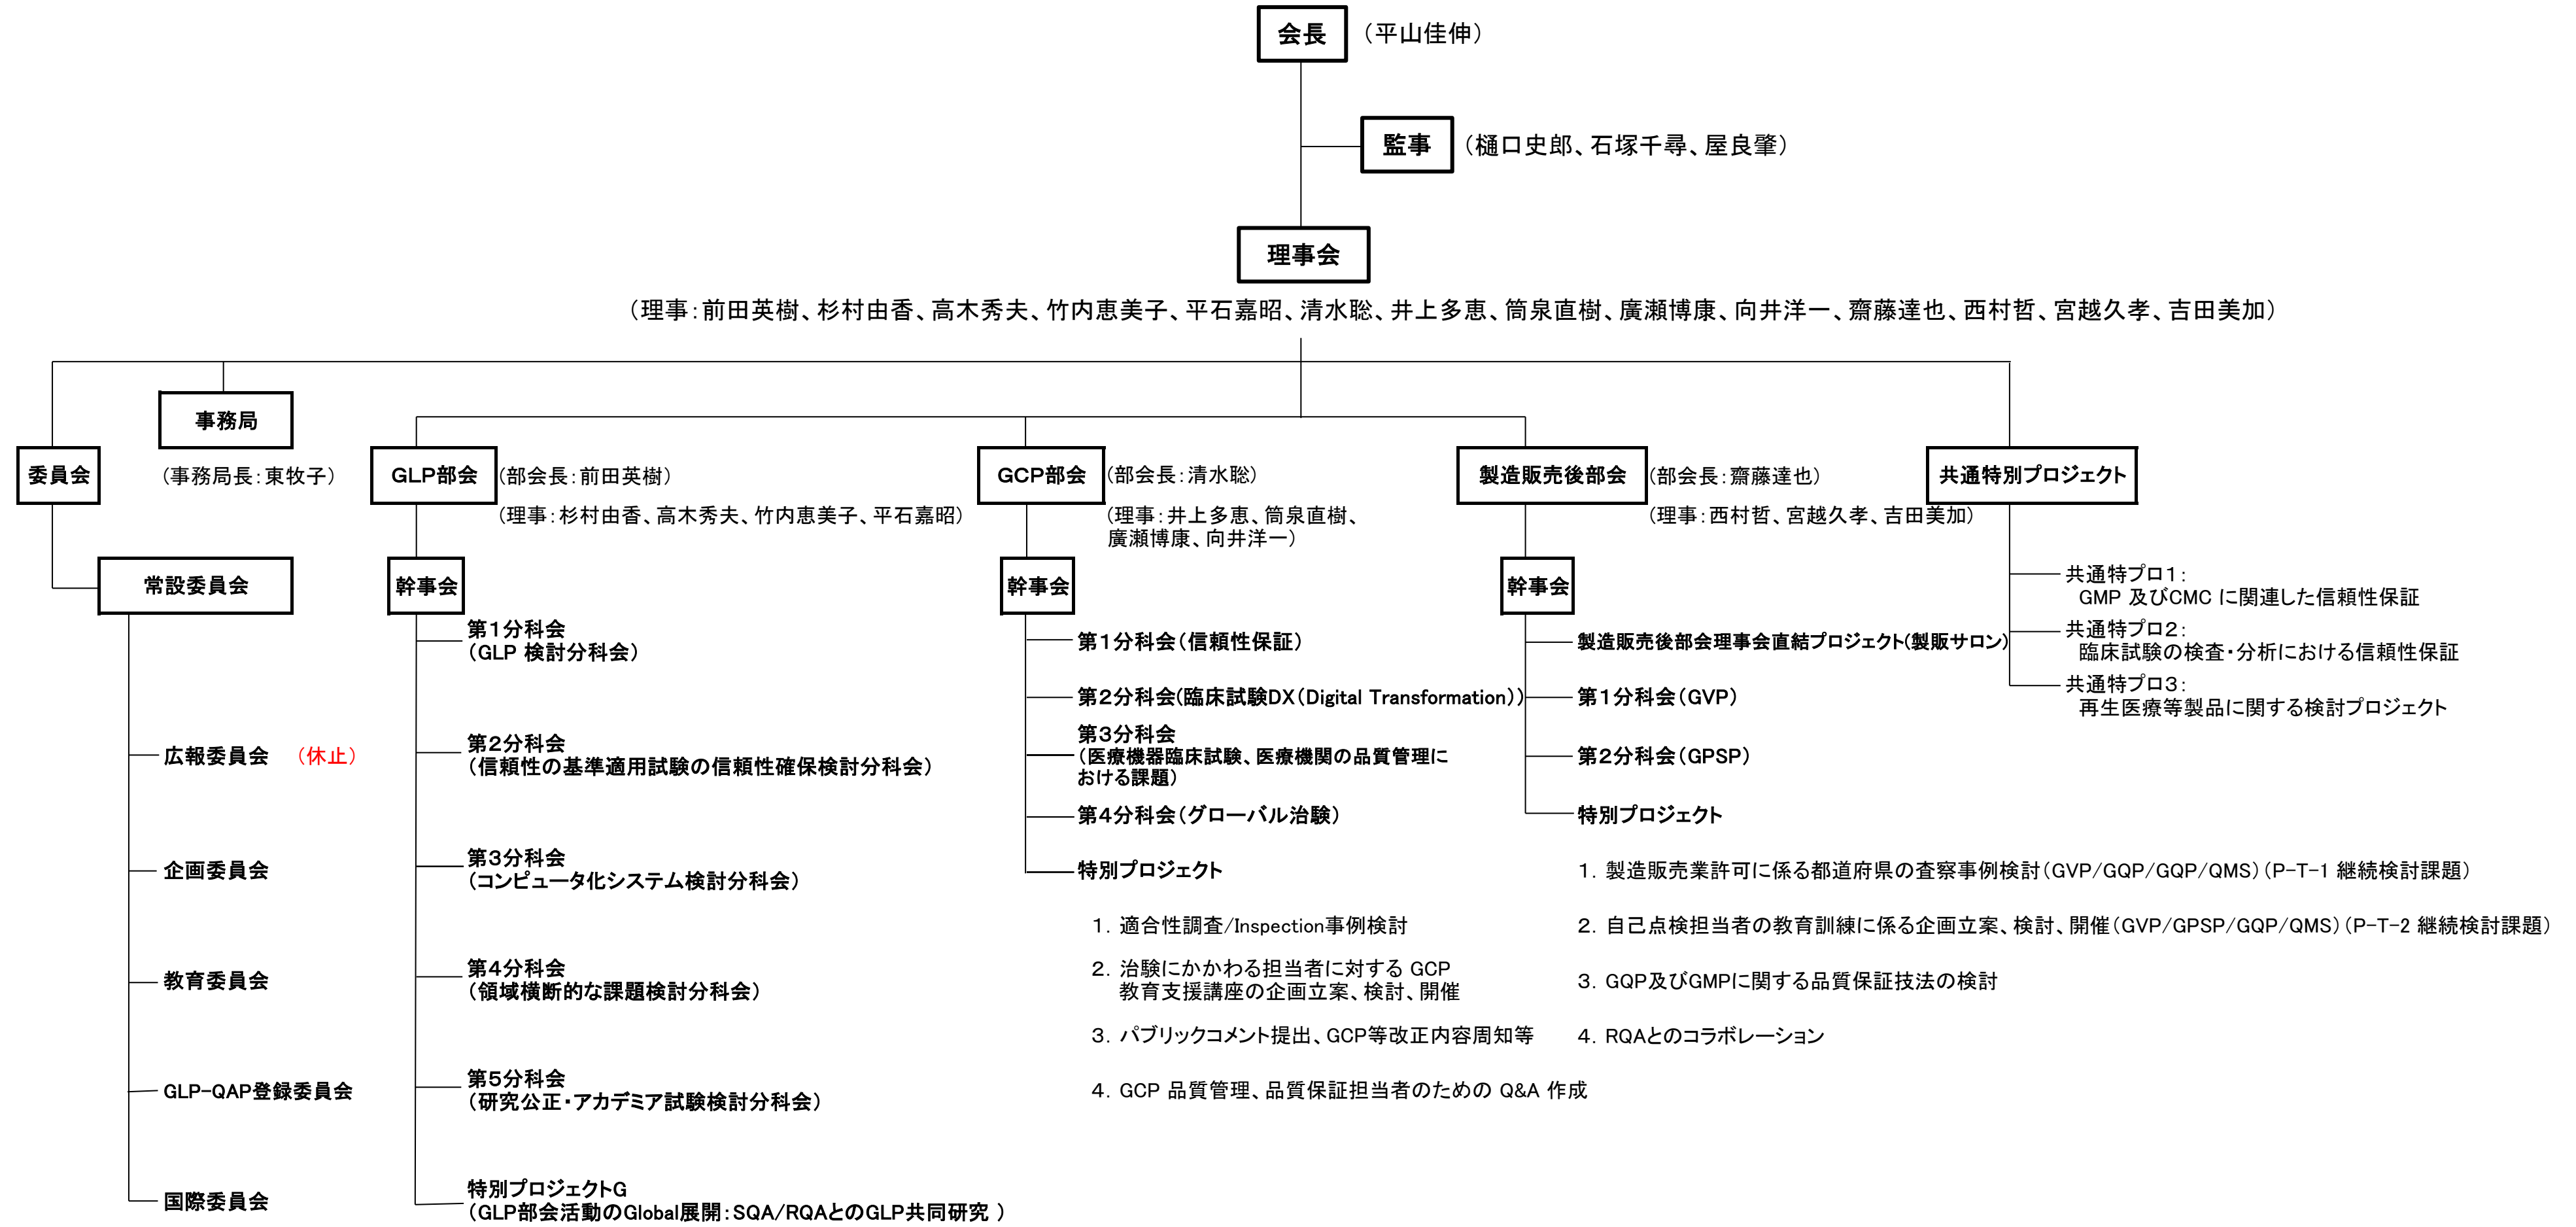 会長 （平山佳伸）
監事 （樋口史郎、石塚千尋、屋良肇）
理事会
（理事：前田英樹、杉村由香、高木秀夫、竹内恵美子、平石嘉昭、清水聡、井上多恵、筒泉直樹、廣瀬博康、向井洋一、齋藤達也、西村哲、宮越久孝、吉田美加）
事務局
（事務局長：東牧子）
委員会
常設委員会
広報委員会 （休止）
企画委員会
教育委員会
GLP-QAP登録委員会
国際委員会
GLP部会 （部会長：前田英樹）
（理事：杉村由香、高木秀夫、竹内恵美子、平石嘉昭）
幹事会
第1分科会
（GLP 検討分科会）
第2分科会
（信頼性の基準適用試験の信頼性確保検討分科会）
第3分科会
（コンピュータ化システム検討分科会）
第4分科会
（領域横断的な課題検討分科会）
第5分科会
（研究公正・アカデミア試験検討分科会）
特別プロジェクトG
（GLP部会活動のGlobal展開：SQA/RQAとのGLP共同研究 ）
GCP部会 （部会長：清水聡）
（理事：井上多恵、筒泉直樹、
廣瀬博康、向井洋一）
幹事会
第1分科会（信頼性保証）
第2分科会(臨床試験DX（Digital Transformation））
第3分科会
（医療機器臨床試験、医療機関の品質管理に
おける課題）
第4分科会（グローバル治験）
特別プロジェクト
1. 適合性調査/Inspection事例検討
2. 治験にかかわる担当者に対する GCP
教育支援講座の企画立案、検討、開催
3. パブリックコメント提出、GCP等改正内容周知等
4. GCP 品質管理、品質保証担当者のための Q&A 作成
製造販売後部会 （部会長：齋藤達也）
（理事：西村哲、宮越久孝、吉田美加）
幹事会
製造販売後部会理事会直結プロジェクト(製販サロン)
第1分科会（GVP）
第2分科会（GPSP）
特別プロジェクト
1. 製造販売業許可に係る都道府県の査察事例検討（GVP/GQP/GQP/QMS）（P-T-1 継続検討課題）
2. 自己点検担当者の教育訓練に係る企画立案、検討、開催（GVP/GPSP/GQP/QMS）（P-T-2 継続検討課題）
3. GQP及びGMPに関する品質保証技法の検討
4. RQAとのコラボレーション
共通特別プロジェクト
共通特プロ1：
GMP 及びCMC に関連した信頼性保証
共通特プロ2：
臨床試験の検査・分析における信頼性保証
共通特プロ3：
再生医療等製品に関する検討プロジェクト